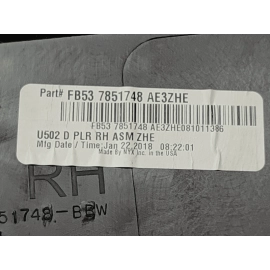 Part# FB53 7851748 AE3ZHE
FB53 7851748 AE3ZHE081011386
U502 D PLR RH ASM ZHE
Mfg Date / Time: Jan 22,2018 08:22:01
Made By NYX Inc. in the USA
RH
51748-BBW